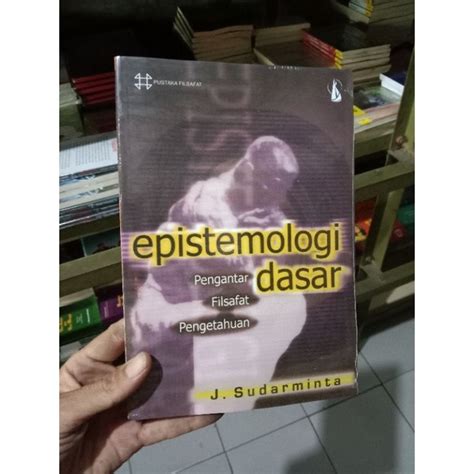 PUSTAKA FILSAFAT
epistemologi
dasar
Pengantar
Filsafat
Pengetahuan
J. Sudarminta